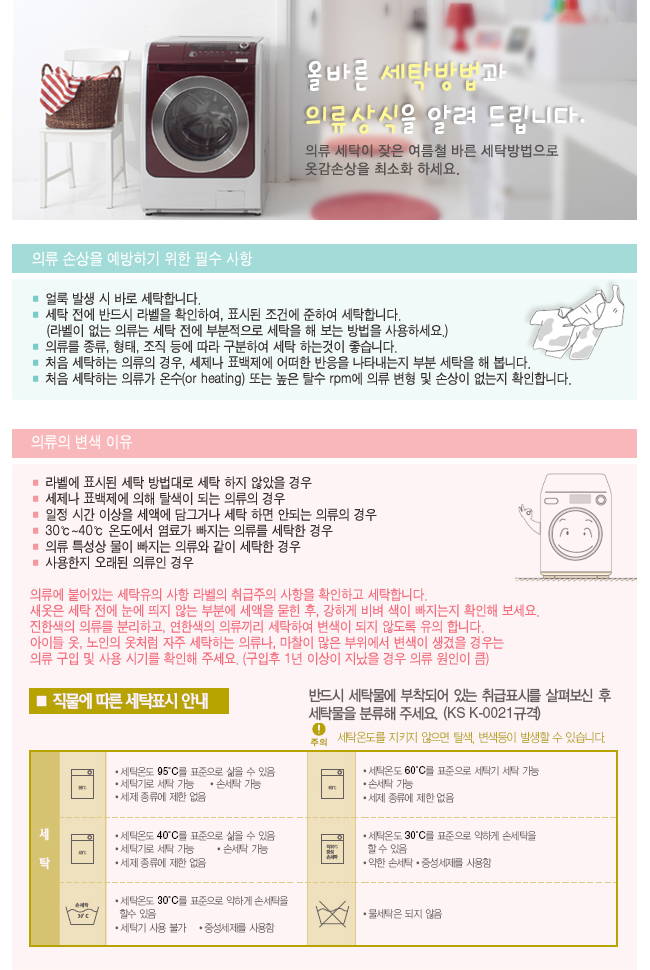 올바른 세탁방법과
의류상식을 알려 드립니다.
의류 세탁이 잦은 여름철 바른 세탁방법으로
옷감손상을 최소화 하세요.
의류 손상을 예방하기 위한 필수 사항
■ 얼룩 발생 시 바로 세탁합니다.
■ 세탁 전에 반드시 라벨을 확인하여, 표시된 조건에 준하여 세탁합니다.
(라벨이 없는 의류는 세탁 전에 부분적으로 세탁을 해 보는 방법을 사용하세요.)
■ 의류를 종류, 형태, 조직 등에 따라 구분하여 세탁 하는것이 좋습니다.
■ 처음 세탁하는 의류의 경우, 세제나 표백제에 어떠한 반응을 나타내는지 부분 세탁을 해 봅니다.
■ 처음 세탁하는 의류가 온수(or heating) 또는 높은 탈수 rpm에 의류 변형 및 손상이 없는지 확인합니다.
의류의 변색 이유
■ 라벨에 표시된 세탁 방법대로 세탁 하지 않았을 경우
■ 세제나 표백제에 의해 탈색이 되는 의류의 경우
■ 일정 시간 이상을 세액에 담그거나 세탁 하면 안되는 의류의 경우
■ 30℃~40℃ 온도에서 염료가 빠지는 의류를 세탁한 경우
■ 의류 특성상 물이 빠지는 의류와 같이 세탁한 경우
■ 사용한지 오래된 의류인 경우
의류에 붙어있는 세탁유의 사항 라벨의 취급주의 사항을 확인하고 세탁합니다.
새옷은 세탁 전에 눈에 띄지 않는 부분에 세액을 묻힌 후, 강하게 비벼 색이 빠지는지 확인해 보세요.
진한색의 의류를 분리하고, 연한색의 의류끼리 세탁하여 변색이 되지 않도록 유의 합니다.
아이들 옷, 노인의 옷처럼 자주 세탁하는 의류나, 마찰이 많은 부위에서 변색이 생겼을 경우는
의류 구입 및 사용 시기를 확인해 주세요. (구입후 1년 이상이 지났을 경우 의류 원인이 큼)
■ 직물에 따른 세탁표시 안내
반드시 세탁물에 부착되어 있는 취급표시를 살펴보신 후
세탁물을 분류해 주세요. (KS K-0021규격)
주의 세탁온도를 지키지 않으면 탈색, 변색등이 발생할 수 있습니다.
세탁
95℃
• 세탁온도 95℃를 표준으로 삶을 수 있음
• 세탁기로 세탁 가능 • 손세탁 가능
• 세제 종류에 제한 없음
60℃
• 세탁온도 60℃를 표준으로 세탁기 세탁 가능
• 손세탁 가능
• 세제 종류에 제한 없음
40℃
• 세탁온도 40℃를 표준으로 삶을 수 있음
• 세탁기로 세탁 가능 • 손세탁 가능
• 세제 종류에 제한 없음
중성
손세탁
• 세탁온도 30℃를 표준으로 약하게 손세탁을
할 수 있음
• 약한 손세탁 • 중성세제를 사용함
손세탁
30℃
• 세탁온도 30℃를 표준으로 약하게 손세탁을
할수 있음
• 세탁기 사용 불가 • 중성세제를 사용함
• 물세탁은 되지 않음